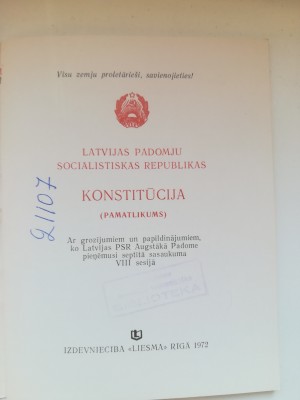 Visu zemju proletārieši, savienojieties!
LATVIJAS PADOMJU
SOCIĀLISTISKĀS REPUBLIKAS
KONSTITŪCIJA
(PAMATLIKUMS)
Ar grozījumiem un papildinājumiem,
ko Latvijas PSR Augstākā Padome
pieņēmusi septītā sasaukuma
VIII sesijā
21107
IZDEVNIECĪBA «LIESMA» RĪGĀ 1972